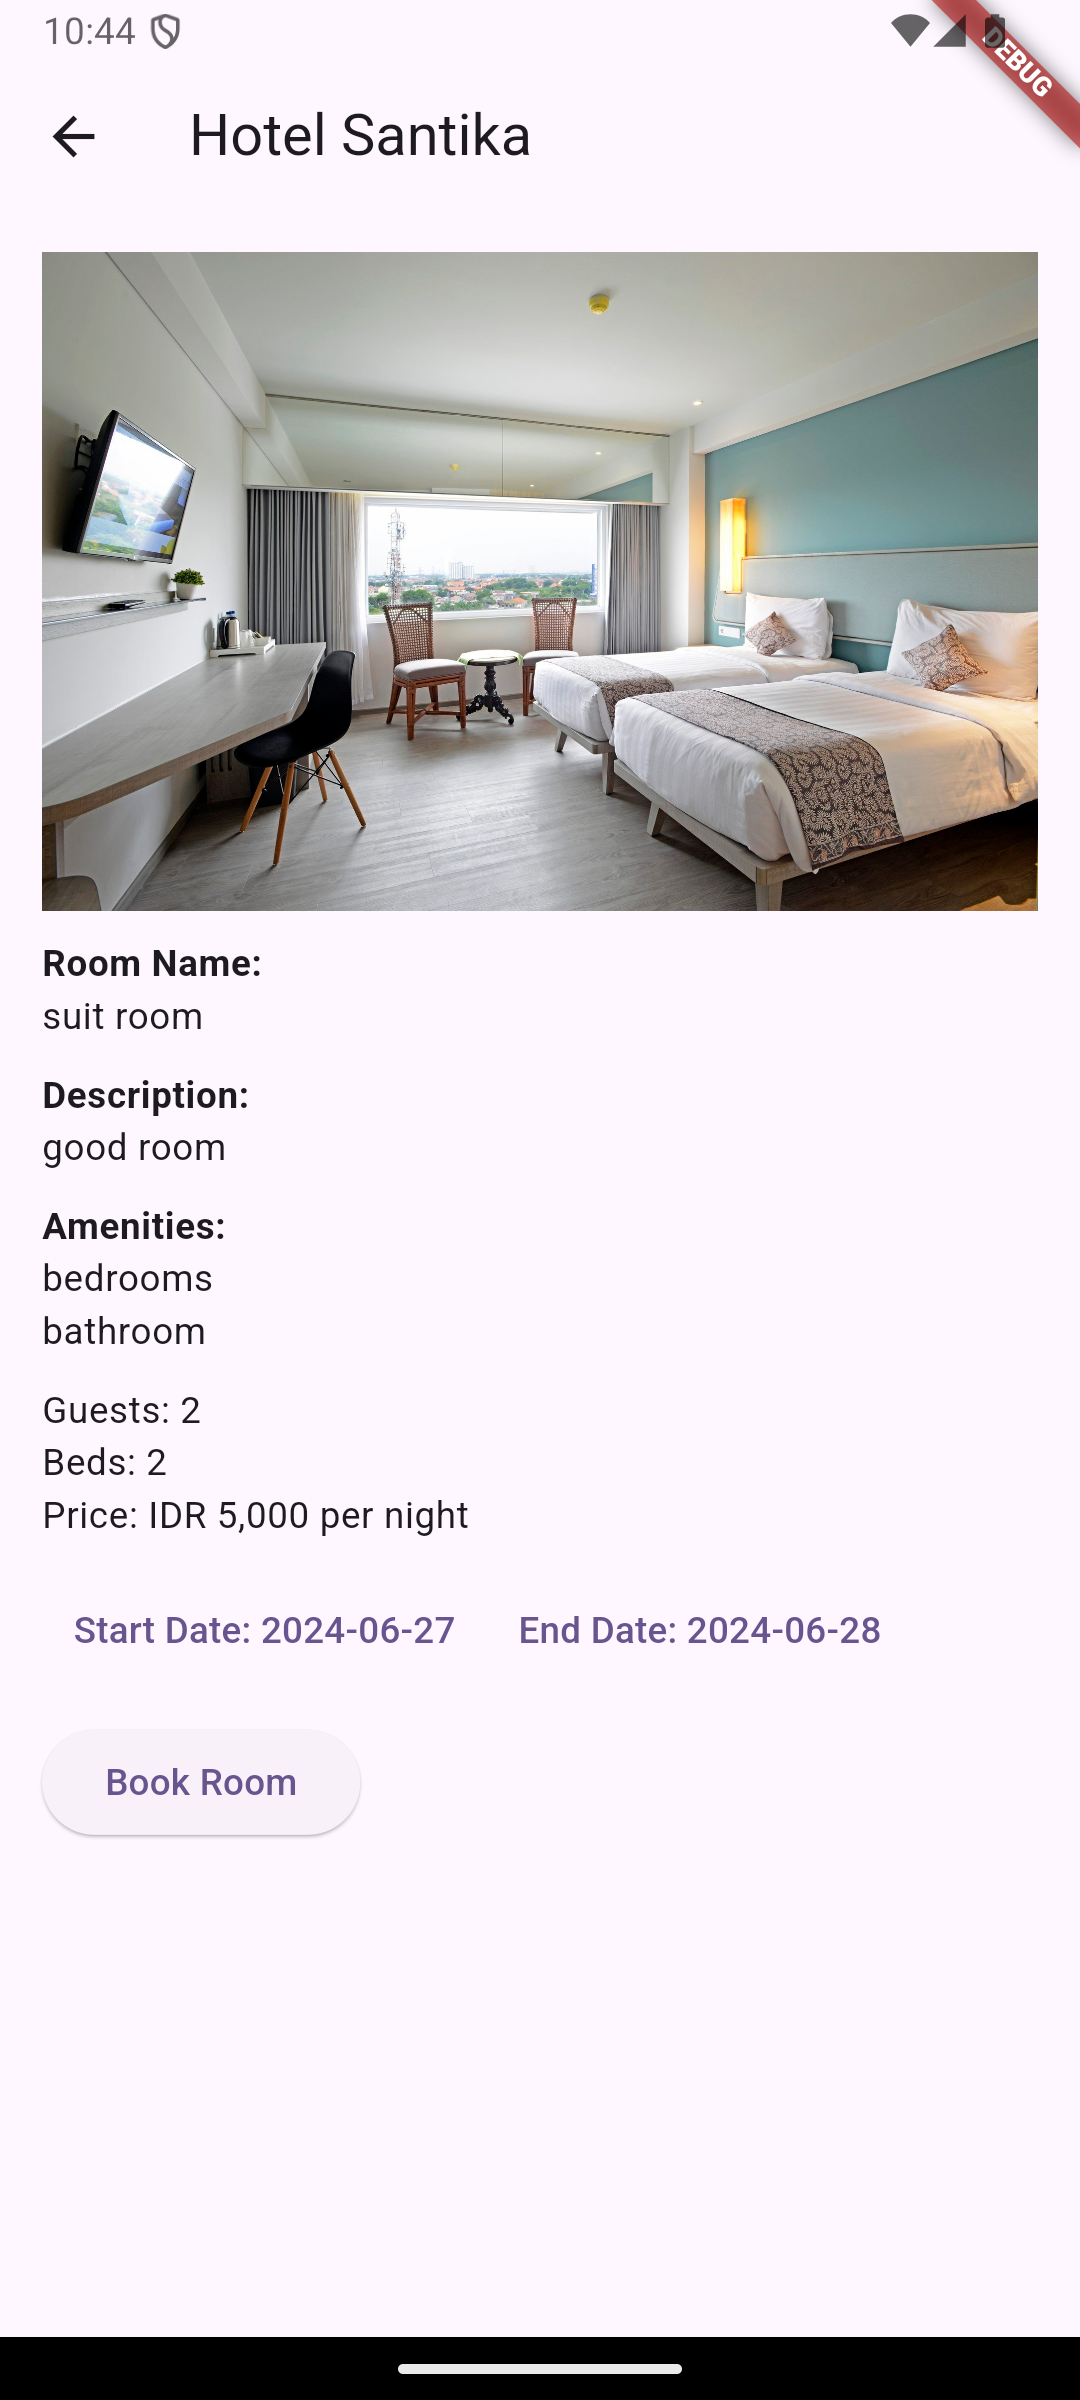 10:44
DEBUG
Hotel Santika
Room Name:
suit room
Description:
good room
Amenities:
bedrooms
bathroom
Guests: 2
Beds: 2
Price: IDR 5,000 per night
Start Date: 2024-06-27 End Date: 2024-06-28
Book Room